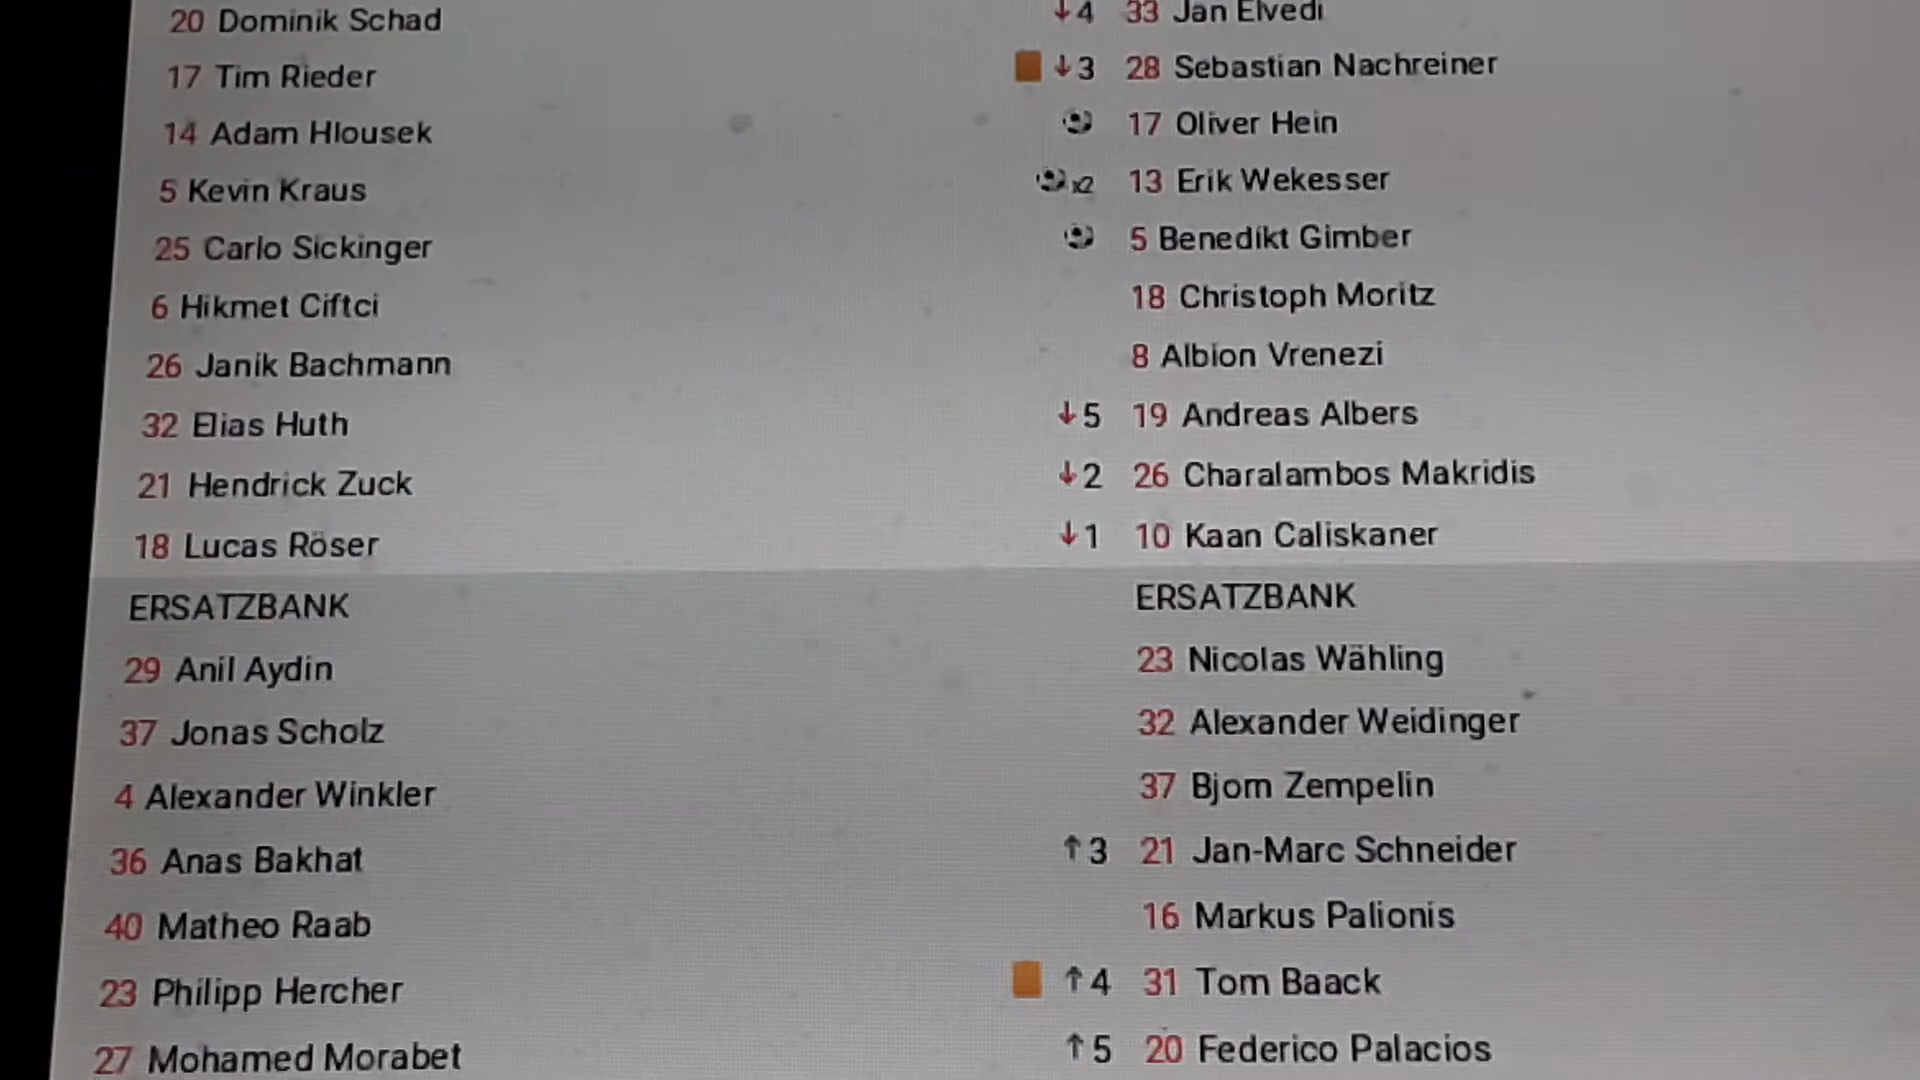 20 Dominik Schad
17 Tim Rieder
14 Adam Hlousek
5 Kevin Kraus
25 Carlo Sickinger
6 Hikmet Ciftci
26 Janik Bachmann
32 Elias Huth
21 Hendrick Zuck
18 Lucas Röser
ERSATZBANK
29 Anil Aydin
37 Jonas Scholz
4 Alexander Winkler
36 Anas Bakhat
40 Matheo Raab
23 Philipp Hercher
27 Mohamed Morabet
↓4 33 Jan Elvedi
↓3 28 Sebastian Nachreiner
17 Oliver Hein
x2 13 Erik Wekesser
5 Benedikt Gimber
18 Christoph Moritz
8 Albion Vrenezi
↓5 19 Andreas Albers
↓2 26 Charalambos Makridis
↓1 10 Kaan Caliskaner
ERSATZBANK
23 Nicolas Wähling
32 Alexander Weidinger
37 Bjorn Zempelin
↑3 21 Jan-Marc Schneider
16 Markus Palionis
↑4 31 Tom Baack
↑5 20 Federico Palacios